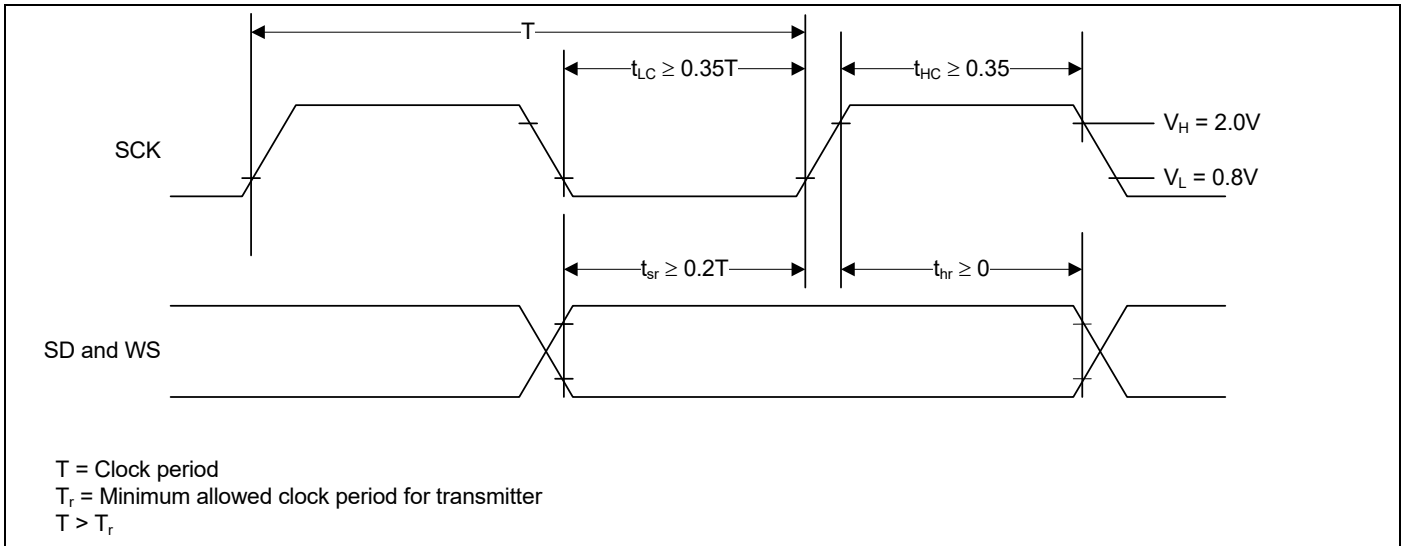 T
t_LC ≥ 0.35T
t_HC ≥ 0.35
SCK
V_H = 2.0V
V_L = 0.8V
t_sr ≥ 0.2T
t_hr ≥ 0
SD and WS
T = Clock period
T_r = Minimum allowed clock period for transmitter
T > T_r